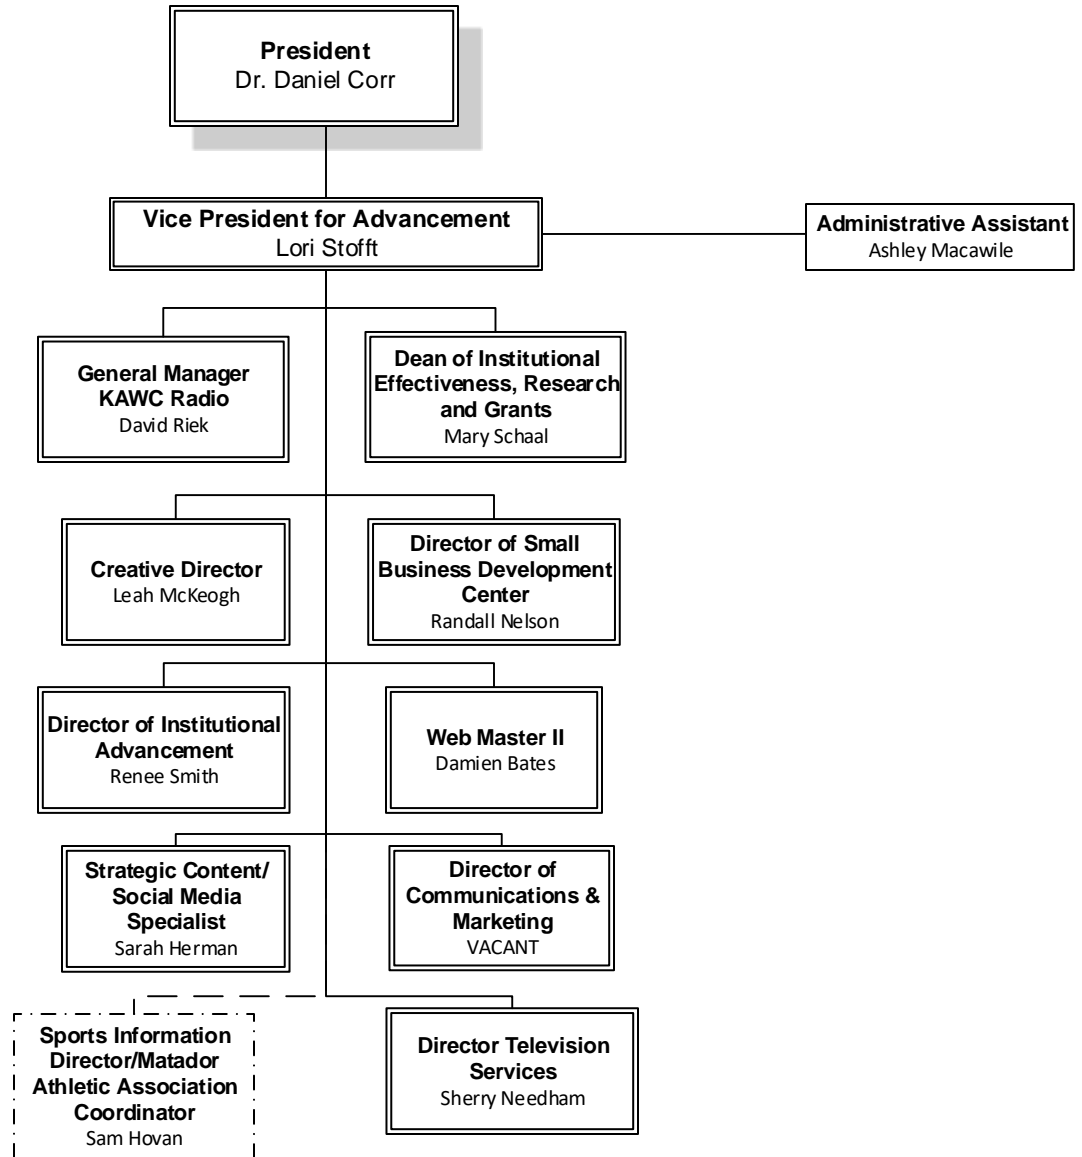 President
Dr. Daniel Corr
Vice President for Advancement
Lori Stofft
Administrative Assistant
Ashley Macawile
General Manager
KAWC Radio
David Riek
Dean of Institutional
Effectiveness, Research
and Grants
Mary Schaal
Creative Director
Leah McKeogh
Director of Small
Business Development
Center
Randall Nelson
Director of Institutional
Advancement
Renee Smith
Web Master II
Damien Bates
Strategic Content/
Social Media
Specialist
Sarah Herman
Director of
Communications &
Marketing
VACANT
Sports Information
Director/Matador
Athletic Association
Coordinator
Sam Hovan
Director Television
Services
Sherry Needham